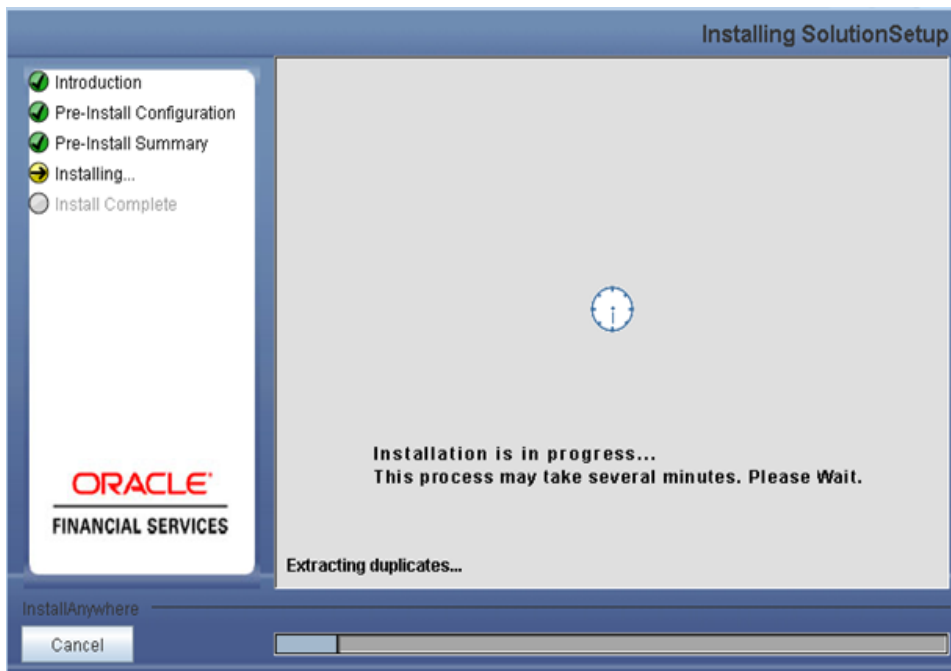 Installing SolutionSetup
Introduction
Pre-Install Configuration
Pre-Install Summary
Installing...
Install Complete
ORACLE
FINANCIAL SERVICES
Installation is in progress...
This process may take several minutes. Please Wait.
Extracting duplicates...
InstallAnywhere
Cancel